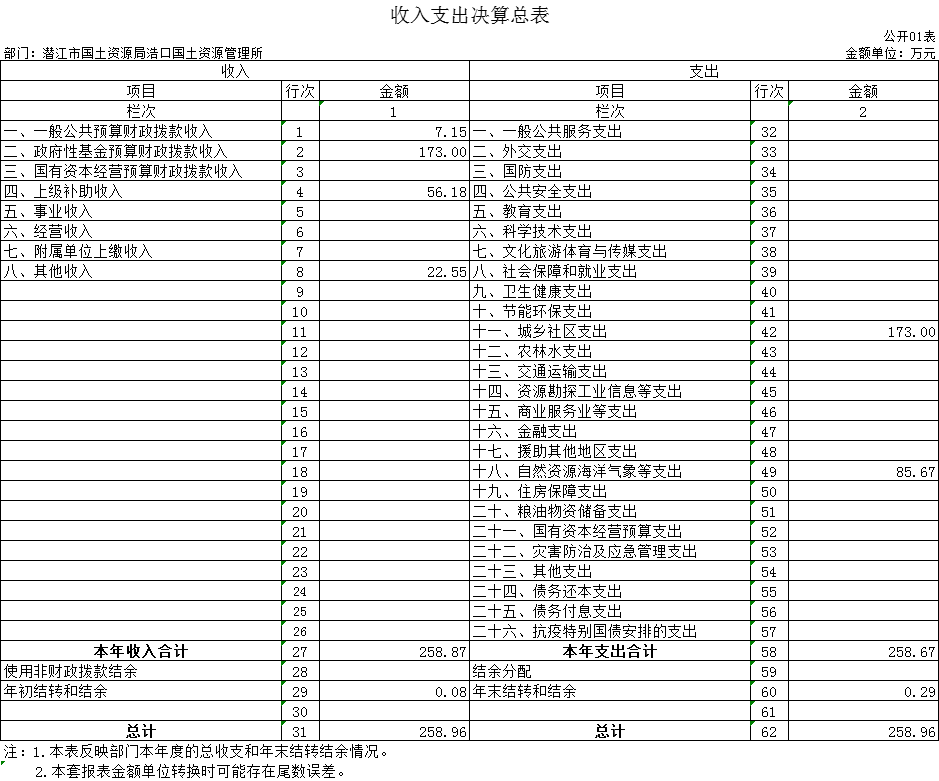 收入支出决算总表
公开01表
部门：潜江市国土资源局浩口国土资源管理所 金额单位：万元
收入 支出
项目 行次 金额 项目 行次 金额
栏次 1 栏次 2
一、一般公共预算财政拨款收入 1 7.15 一、一般公共服务支出 32
二、政府性基金预算财政拨款收入 2 173.00 二、外交支出 33
三、国有资本经营预算财政拨款收入 3 三、国防支出 34
四、上级补助收入 4 56.18 四、公共安全支出 35
五、事业收入 5 五、教育支出 36
六、经营收入 6 六、科学技术支出 37
七、附属单位上缴收入 7 七、文化旅游体育与传媒支出 38
八、其他收入 8 22.55 八、社会保障和就业支出 39
9 九、卫生健康支出 40
10 十、节能环保支出 41
11 十一、城乡社区支出 42 173.00
12 十二、农林水支出 43
13 十三、交通运输支出 44
14 十四、资源勘探工业信息等支出 45
15 十五、商业服务业等支出 46
16 十六、金融支出 47
17 十七、援助其他地区支出 48
18 十八、自然资源海洋气象等支出 49 85.67
19 十九、住房保障支出 50
20 二十、粮油物资储备支出 51
21 二十一、国有资本经营预算支出 52
22 二十二、灾害防治及应急管理支出 53
23 二十三、其他支出 54
24 二十四、债务还本支出 55
25 二十五、债务付息支出 56
26 二十六、抗疫特别国债安排的支出 57
本年收入合计 27 258.87 本年支出合计 58 258.67
使用非财政拨款结余 28 结余分配 59
年初结转和结余 29 0.08 年末结转和结余 60 0.29
30 61
总计 31 258.96 总计 62 258.96
注：1.本表反映部门本年度的总收支和年末结转结余情况。
2.本套报表金额单位转换时可能存在尾数误差。